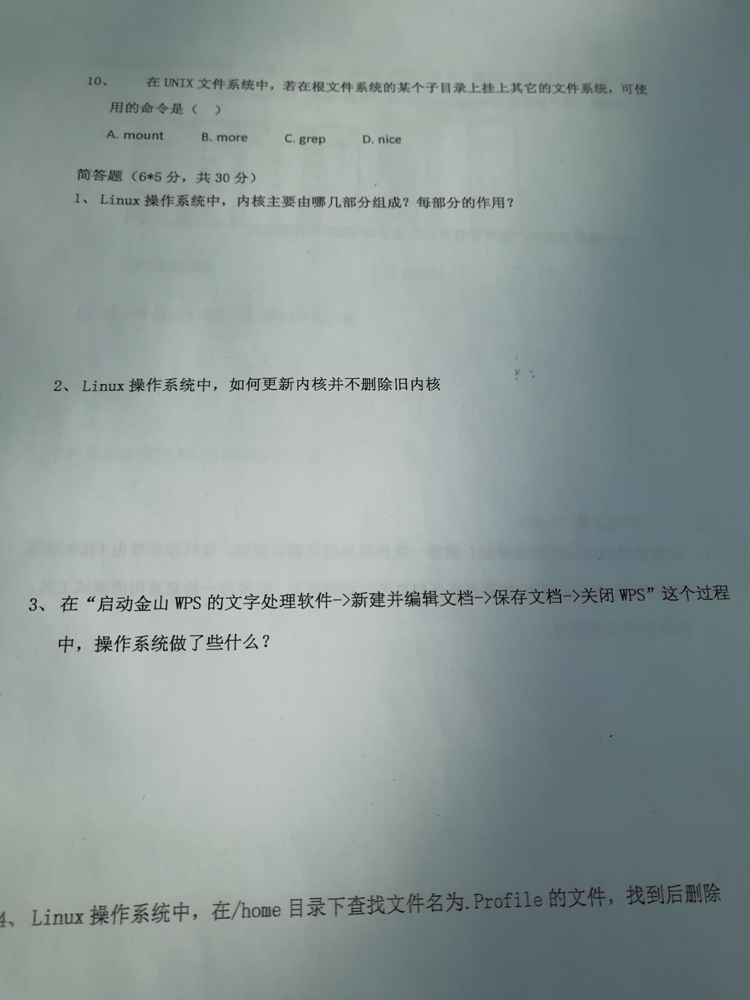 10、 在 UNIX 文件系统中，若在根文件系统的某个子目录上挂上其它的文件系统，可使
用的命令是（ ）
A. mount B. more C. grep D. nice
简答题（6*5 分，共 30 分）
1、 Linux 操作系统中，内核主要由哪几部分组成？每部分的作用？
2、 Linux 操作系统中，如何更新内核并不删除旧内核
3、 在“启动金山 WPS 的文字处理软件->新建并编辑文档->保存文档->关闭 WPS”这个过程
中，操作系统做了些什么？
4、 Linux 操作系统中，在/home 目录下查找文件名为.Profile 的文件，找到后删除